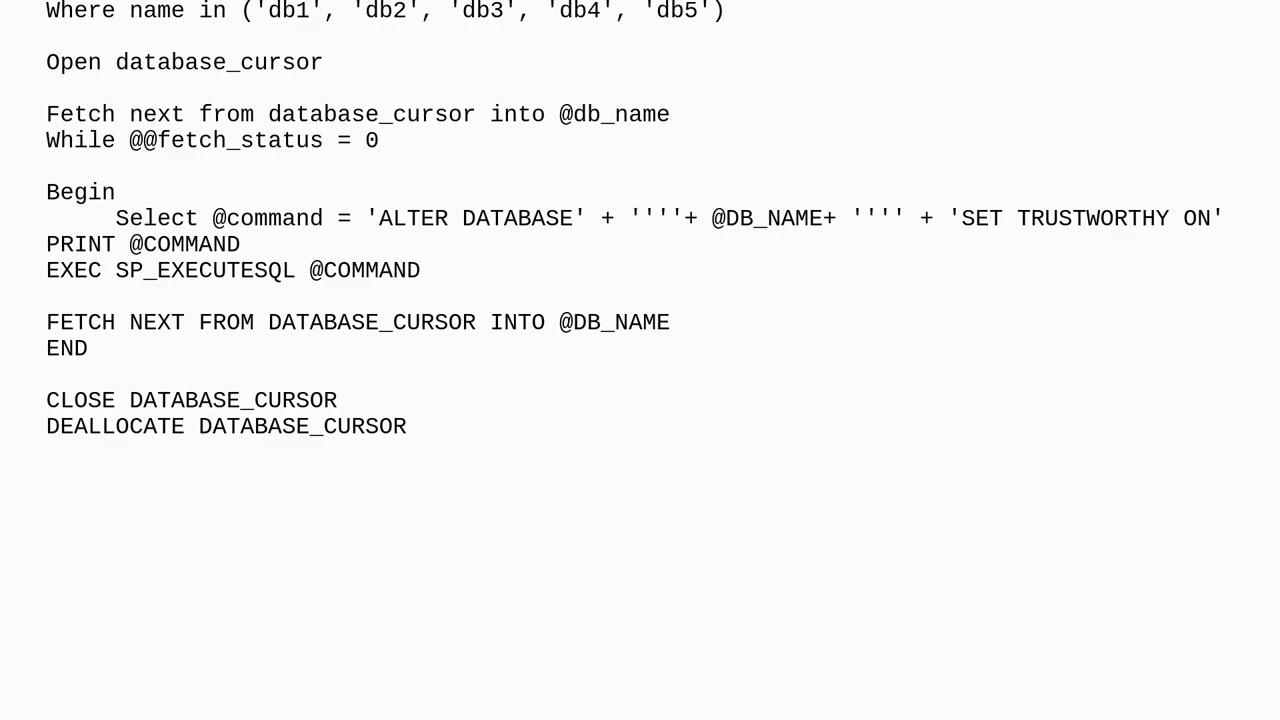 Where name in ('db1', 'db2', 'db3', 'db4', 'db5')
Open database_cursor
Fetch next from database_cursor into @db_name
While @@fetch_status = 0
Begin
Select @command = 'ALTER DATABASE' + ''''+ @DB_NAME+ '''' + 'SET TRUSTWORTHY ON'
PRINT @COMMAND
EXEC SP_EXECUTESQL @COMMAND
FETCH NEXT FROM DATABASE_CURSOR INTO @DB_NAME
END
CLOSE DATABASE_CURSOR
DEALLOCATE DATABASE_CURSOR